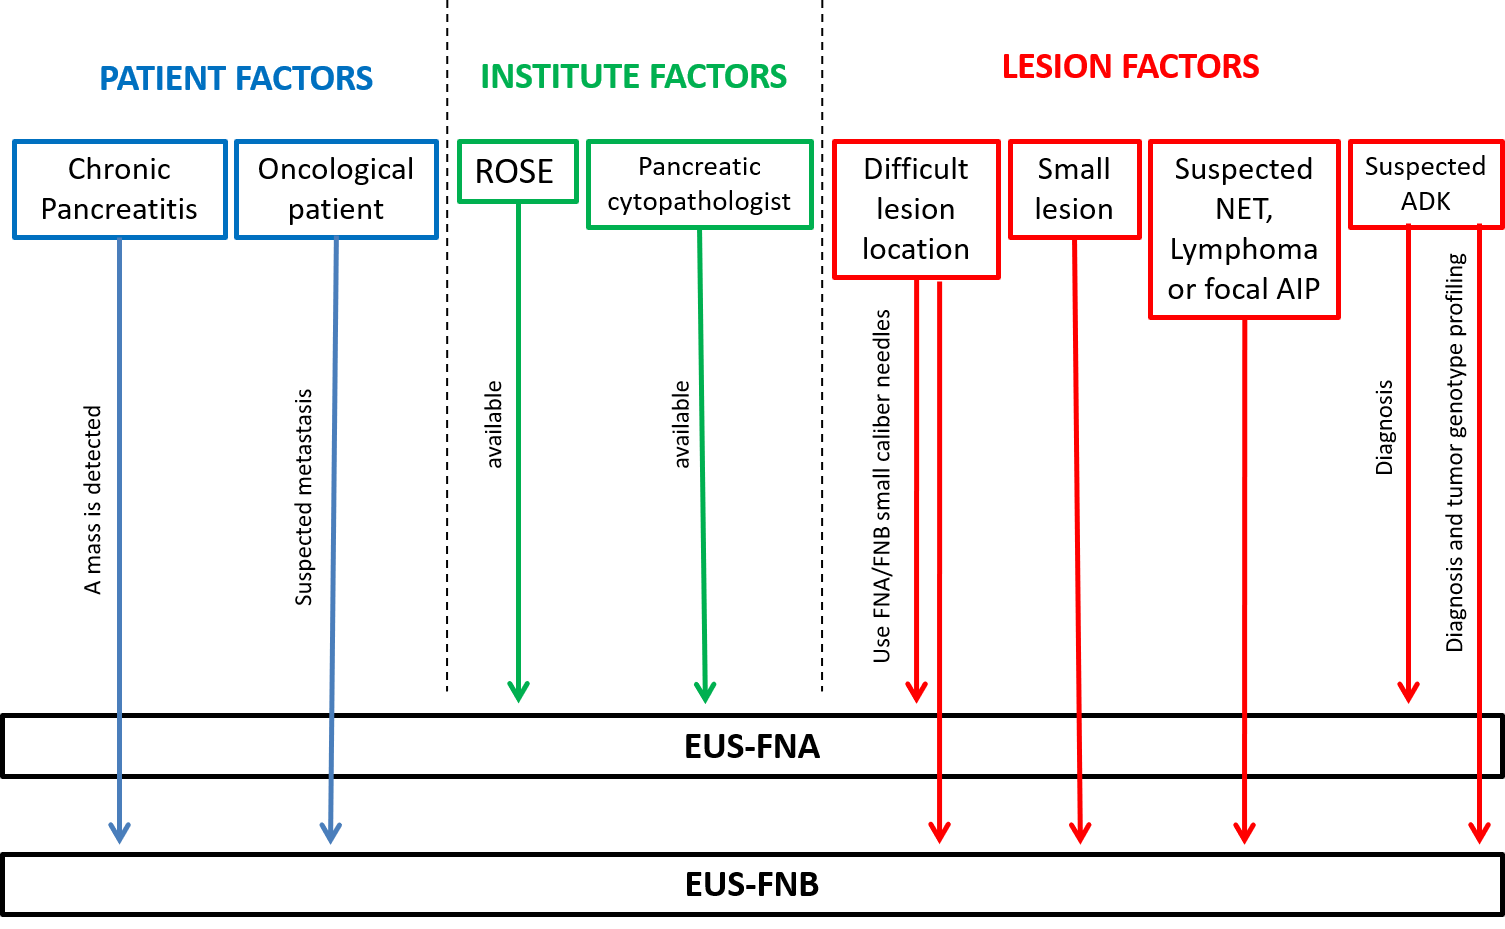 PATIENT FACTORS
INSTITUTE FACTORS
LESION FACTORS
Chronic
Pancreatitis
Oncological
patient
ROSE
Pancreatic
cytopathologist
Difficult
lesion
location
Small
lesion
Suspected
NET,
Lymphoma
or focal AIP
Suspected
ADK
A mass is detected
Suspected metastasis
available
available
Use FNA/FNB small caliber needles
Diagnosis
Diagnosis and tumor genotype profiling
EUS-FNA
EUS-FNB